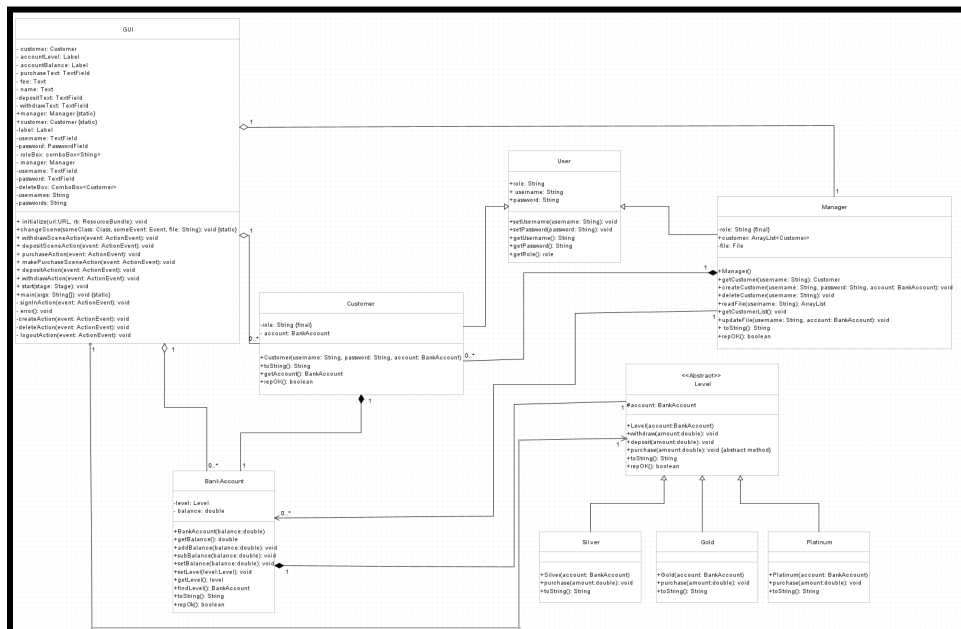 GUI
- customer: Customer
- accountLevel: Label
- accountBalance: Label
- purchaseText: TextField
- fee: Text
- name: Text
-depositText: TextField
- withdrawText: TextField
+manager: Manager {static}
+customer: Customer {static}
-label: Label
-username: TextField
-password: PasswordField
- roleBox: comboBox<String>
- manager: Manager
-username: TextField
-password: TextField
-deleteBox: ComboBox<Customer>
-usernames: String
-passwords: String
+ initialize(url:URL, rb: ResourceBundle): void
+changeScene(someClass: Class, someEvent: Event, file: String): void {static}
+ withdrawSceneAction(event: ActionEvent): void
+ depositSceneAction(event: ActionEvent): void
+ purchaseAction(event: ActionEvent): void
+ makePurchaseSceneAction(event: ActionEvent): void
+ depositAction(event: ActionEvent): void
+ withdrawAction(event: ActionEvent): void
+ start(stage: Stage): void
+main(args: String[]): void {static}
- signInAction(event: ActionEvent): void
- error(): void
-createAction(event: ActionEvent): void
-deleteAction(event: ActionEvent): void
- logoutAction(event: ActionEvent): void
1
1
1
1
1
User
+role: String
+ username: String
+password: String
+setUsername(username: String): void
+setPassword(password: String): void
+getUsername(): String
+getPassword(): String
+getRole(): role
Manager
-role: String {final}
+customer: ArrayList<Customer>
-file: File
+Manager()
+getCustomer(username: String): Customer
+createCustomer(username: String, password: String, account: BankAccount): void
+deleteCustomer(username: String): void
+readFile(username: String): ArrayList
+getCustomerList(): void
+updateFile(username: String, account: BankAccount): void
+ toString(): String
+repOK(): boolean
1
1
Customer
-role: String {final}
- account: BankAccount
+Customer(username: String, password: String, account: BankAccount)
+toString(): String
+getAccount(): BankAccount
+repOK(): boolean
0..*
0..*
1
<<Abstract>>
Level
#account: BankAccount
+Level(account:BankAccount)
+withdraw(amount:double): void
+deposit(amount:double): void
+purchase(amount:double): void {abstract method}
+toString(): String
+repOK(): boolean
1
1
0..*
1
BankAccount
-level: Level
- balance: double
+BankAccount(balance:double)
+getBalance(): double
+addBalance(balance:double): void
+subBalance(balance:double): void
+setBalance(balance:double): void
+setLevel(level:Level): void
+getLevel(): level
+findLevel(): BankAccount
+toString(): String
+repOk(): boolean
0..*
1
Silver
+Silver(account: BankAccount)
+purchase(amount:double): void
+toString(): String
Gold
+Gold(account: BankAccount)
+purchase(amount:double): void
+toString(): String
Platinum
+Platinum(account: BankAccount)
+purchase(amount:double): void
+toString(): String